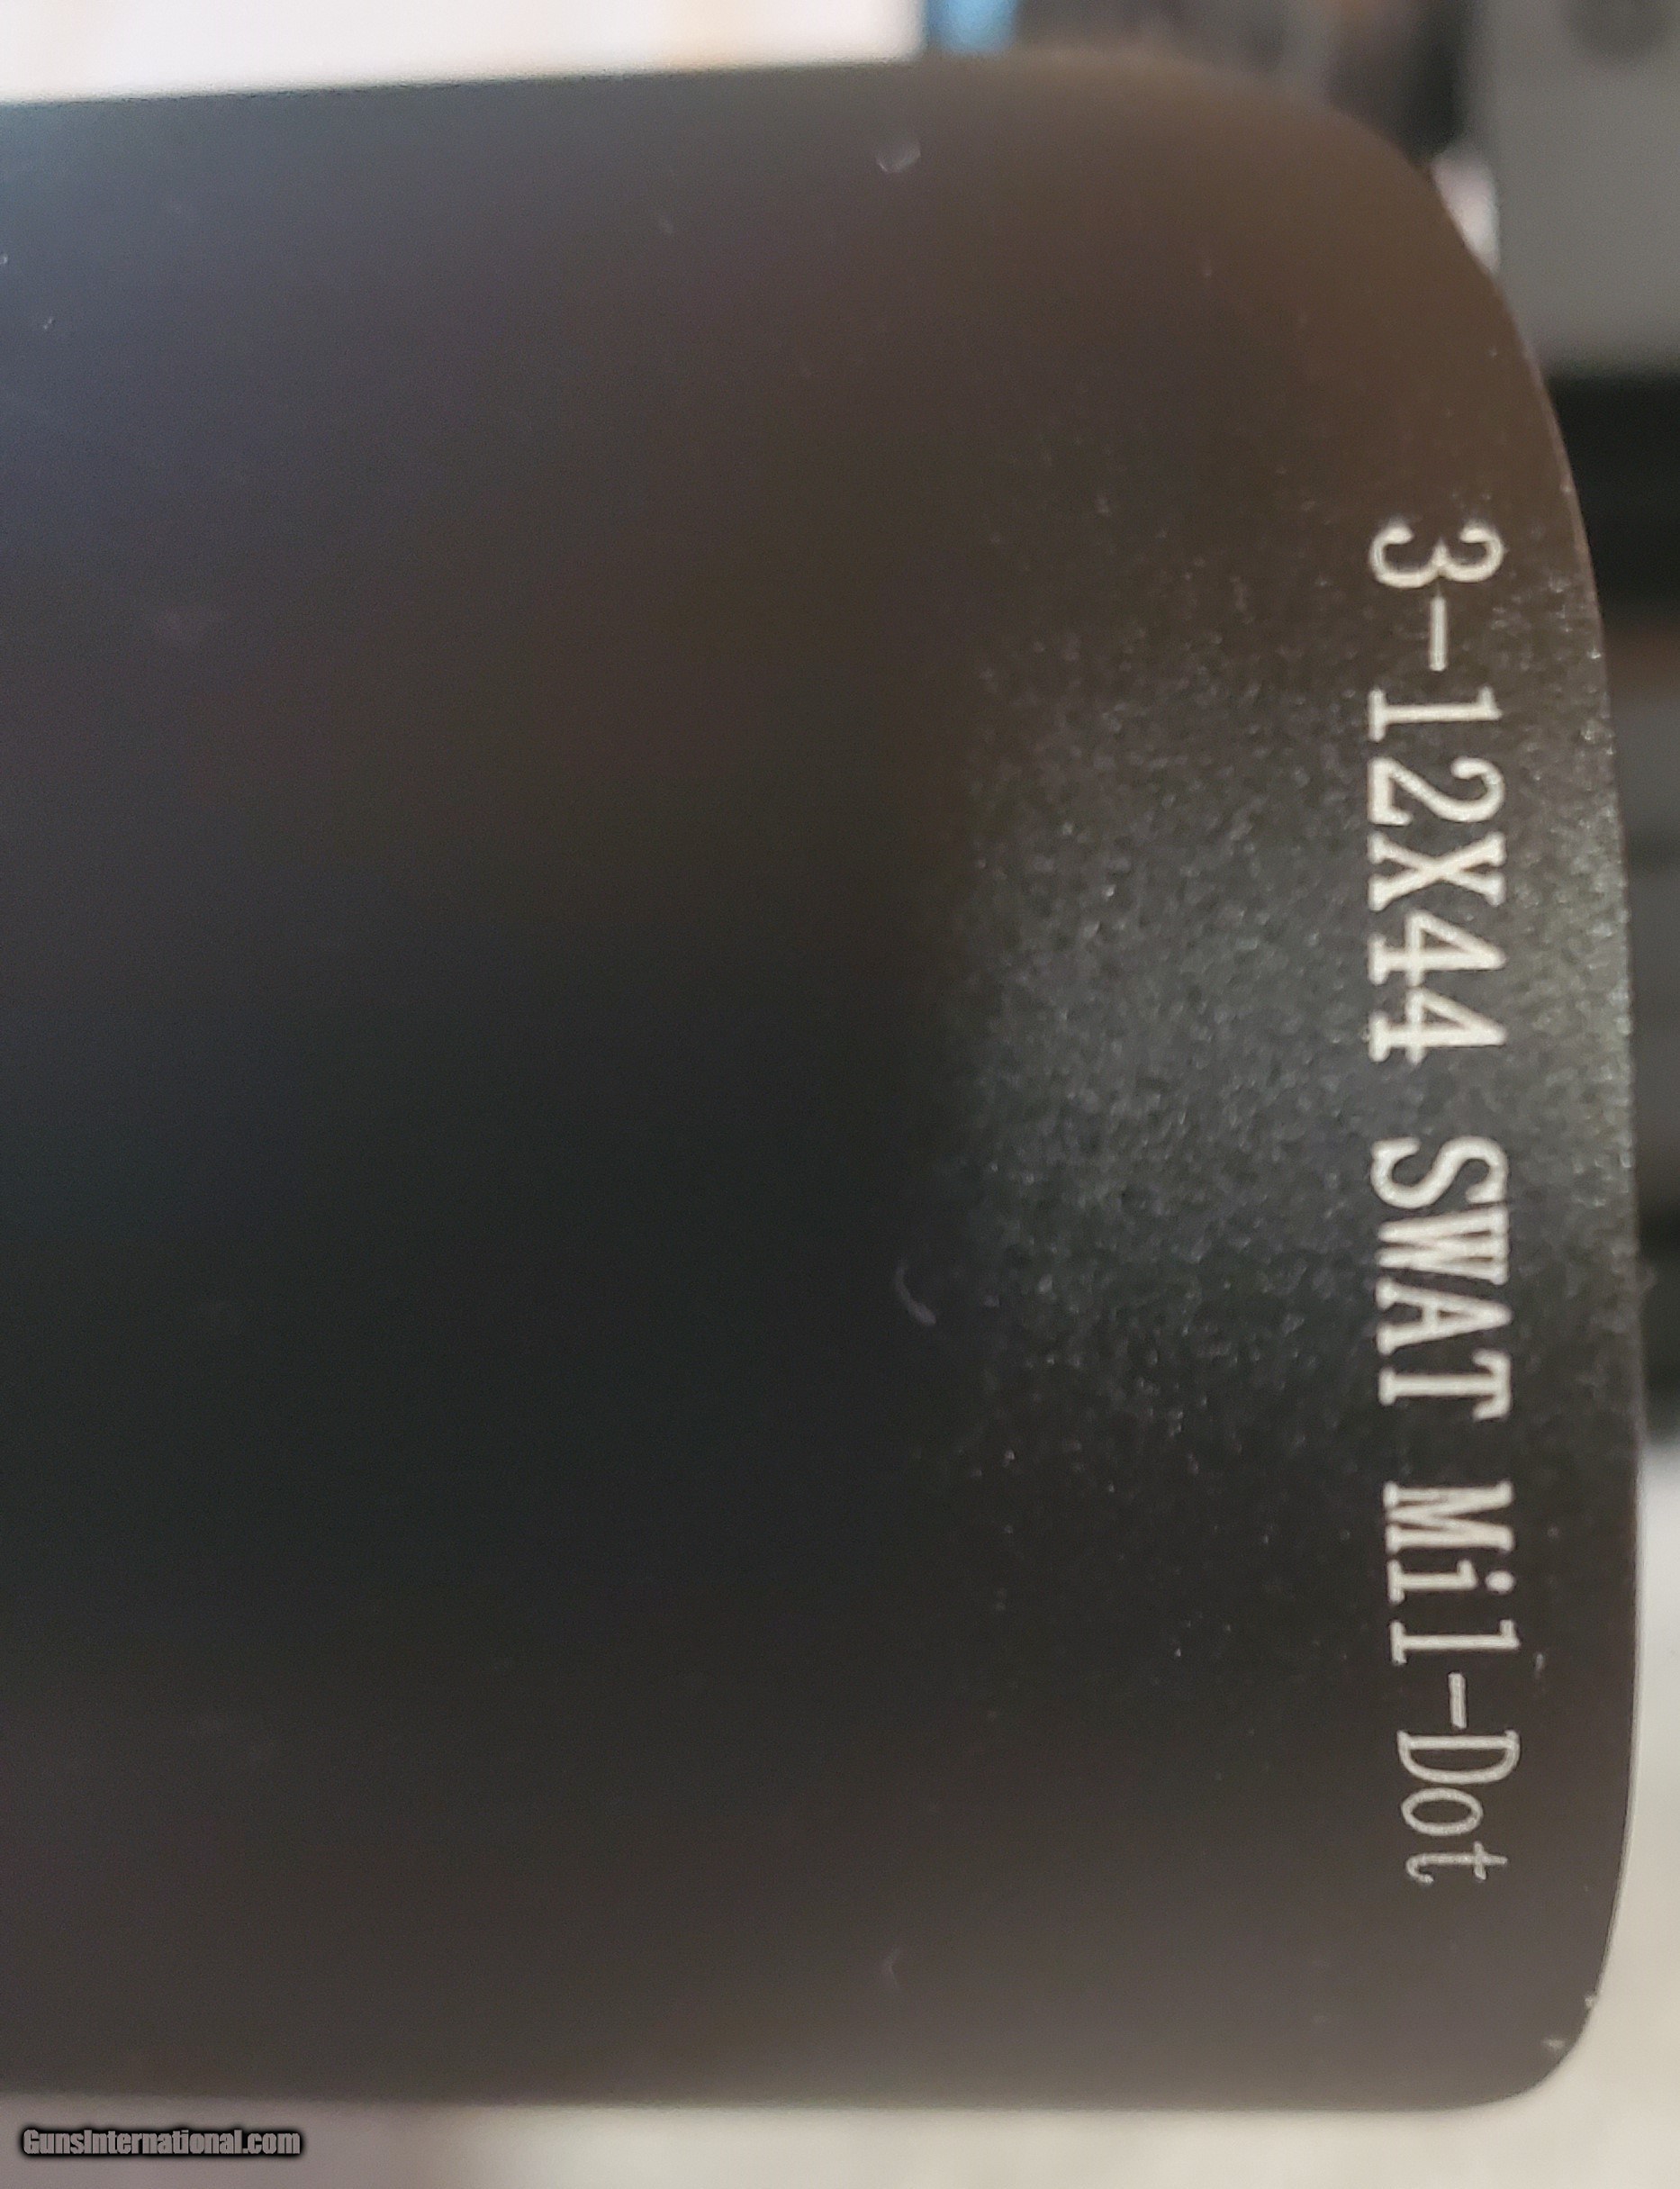 3-12X44 SWAT Mil-Dot
GunsInternational.com